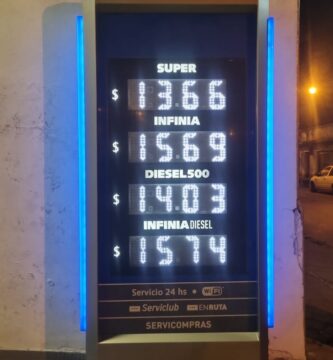 SUPER
$ 13.66
INFINIA
$ 15.69
DIESEL500
$ 14.03
INFINIA DIESEL
$ 15.74
Servicio 24 hs • WiFi
Serviclub ENRUTA
SERVICOMPRAS